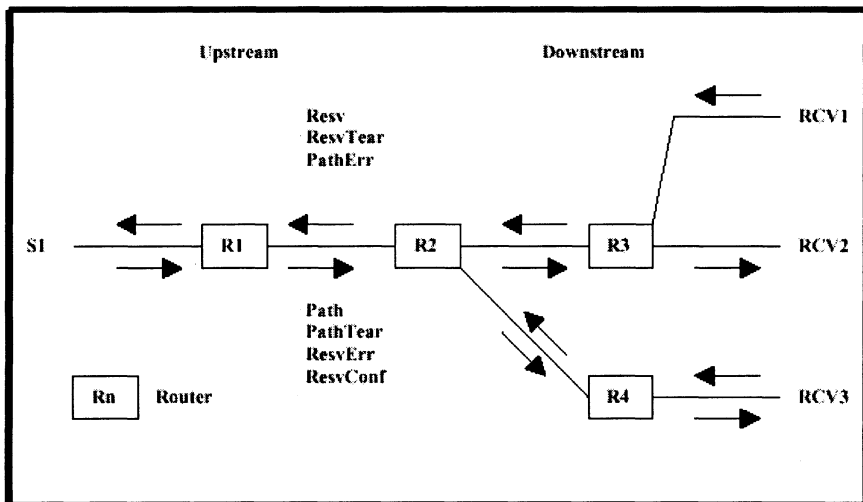 Upstream
Downstream
Resv
ResvTear
PathErr
RCV1
S1
R1
R2
R3
RCV2
Path
PathTear
ResvErr
ResvConf
Rn
Router
R4
RCV3